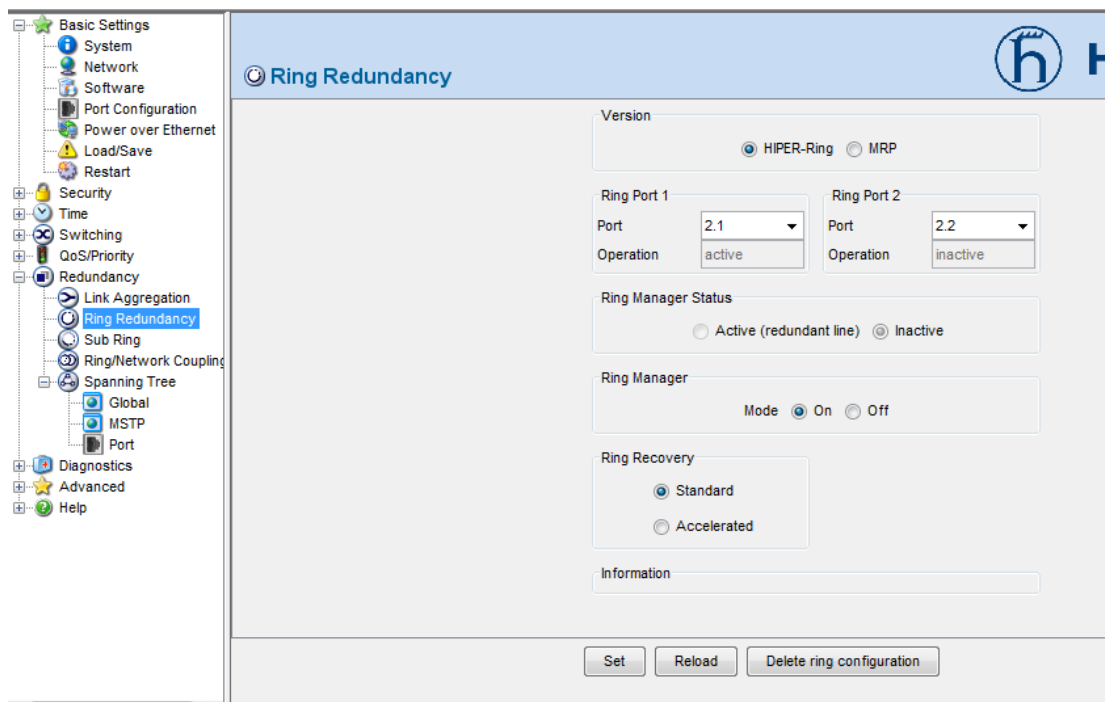 Basic Settings
System
Network
Software
Port Configuration
Power over Ethernet
Load/Save
Restart
Security
Time
Switching
QoS/Priority
Redundancy
Link Aggregation
Ring Redundancy
Sub Ring
Ring/Network Coupling
Spanning Tree
Global
MSTP
Port
Diagnostics
Advanced
Help
Ring Redundancy
H
Version
HIPER-Ring MRP
Ring Port 1 Ring Port 2
Port 2.1 Port 2.2
Operation active Operation inactive
Ring Manager Status
Active (redundant line) Inactive
Ring Manager
Mode On Off
Ring Recovery
Standard
Accelerated
Information
Set Reload Delete ring configuration